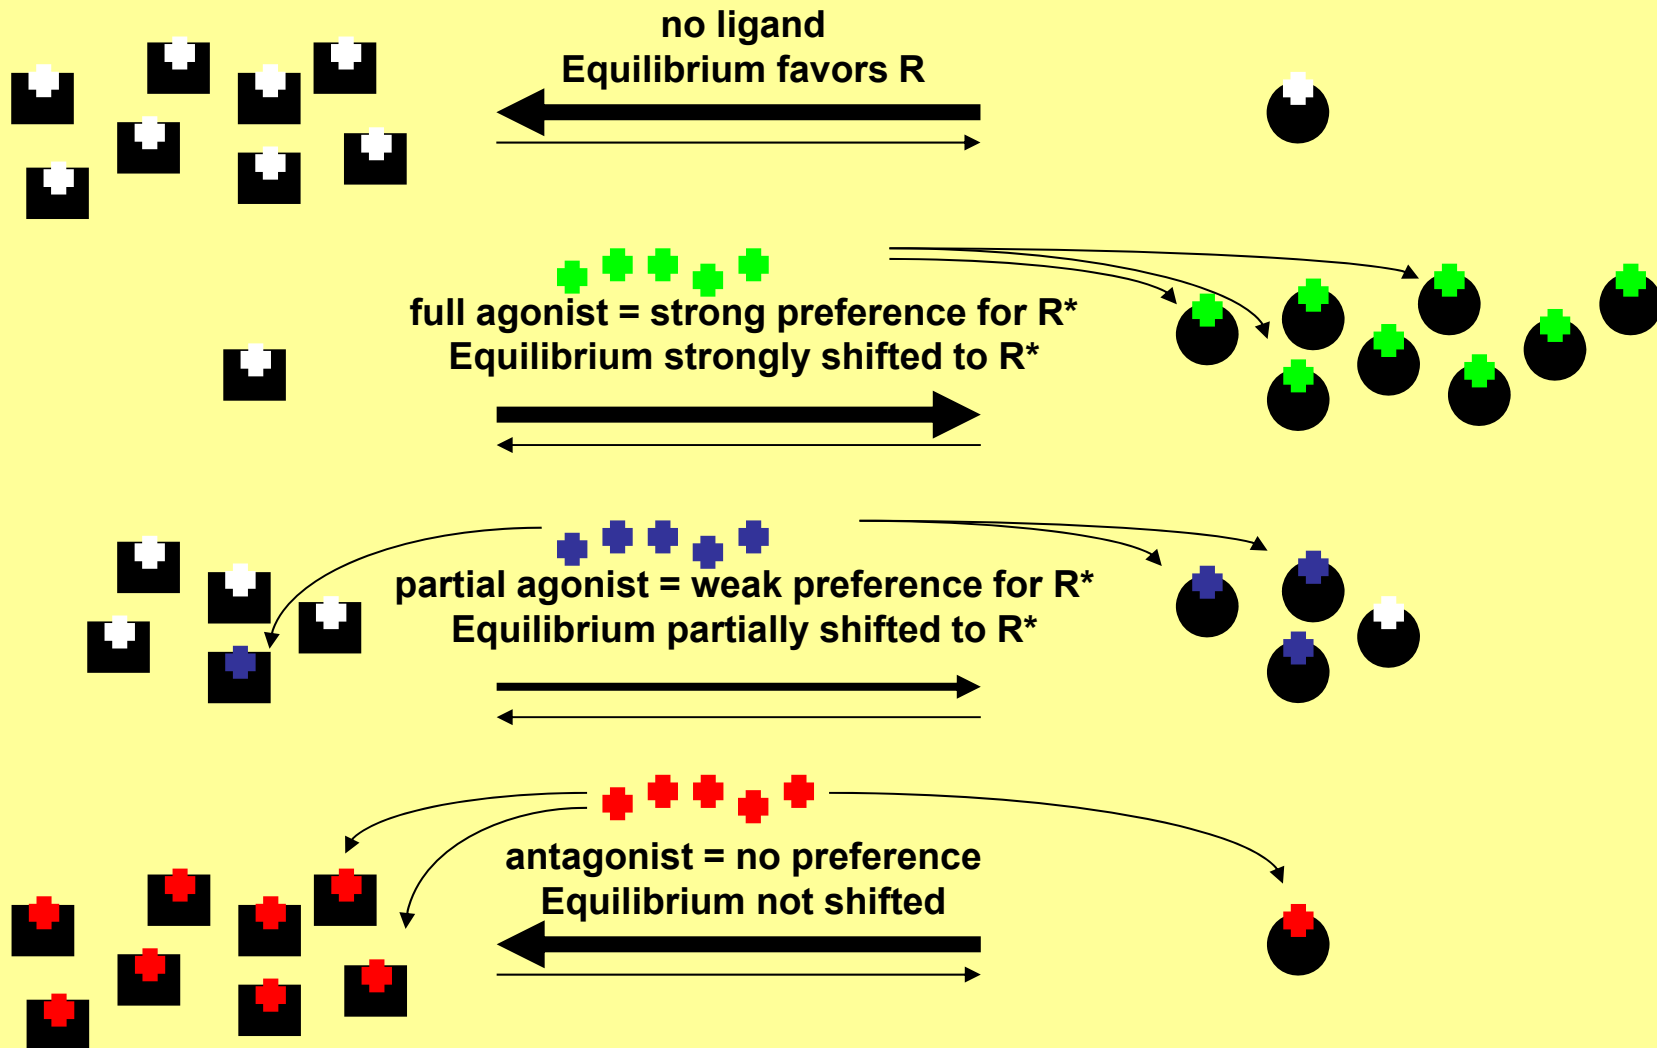 no ligand
Equilibrium favors R
full agonist = strong preference for R*
Equilibrium strongly shifted to R*
partial agonist = weak preference for R*
Equilibrium partially shifted to R*
antagonist = no preference
Equilibrium not shifted